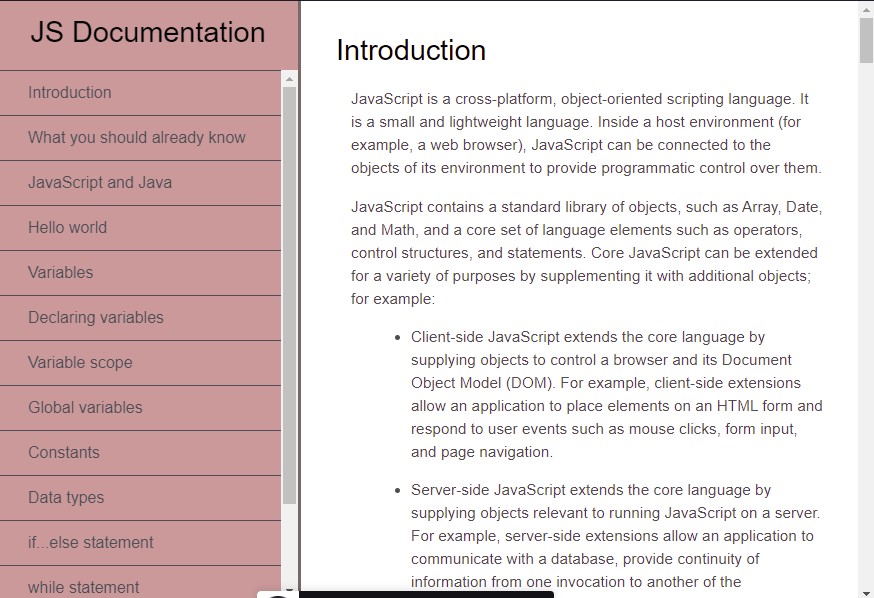 JS Documentation
Introduction
What you should already know
JavaScript and Java
Hello world
Variables
Declaring variables
Variable scope
Global variables
Constants
Data types
if...else statement
while statement
Introduction
JavaScript is a cross-platform, object-oriented scripting language. It
is a small and lightweight language. Inside a host environment (for
example, a web browser), JavaScript can be connected to the
objects of its environment to provide programmatic control over them.
JavaScript contains a standard library of objects, such as Array, Date,
and Math, and a core set of language elements such as operators,
control structures, and statements. Core JavaScript can be extended
for a variety of purposes by supplementing it with additional objects;
for example:
• Client-side JavaScript extends the core language by
supplying objects to control a browser and its Document
Object Model (DOM). For example, client-side extensions
allow an application to place elements on an HTML form and
respond to user events such as mouse clicks, form input,
and page navigation.
• Server-side JavaScript extends the core language by
supplying objects relevant to running JavaScript on a server.
For example, server-side extensions allow an application to
communicate with a database, provide continuity of
information from one invocation to another of the